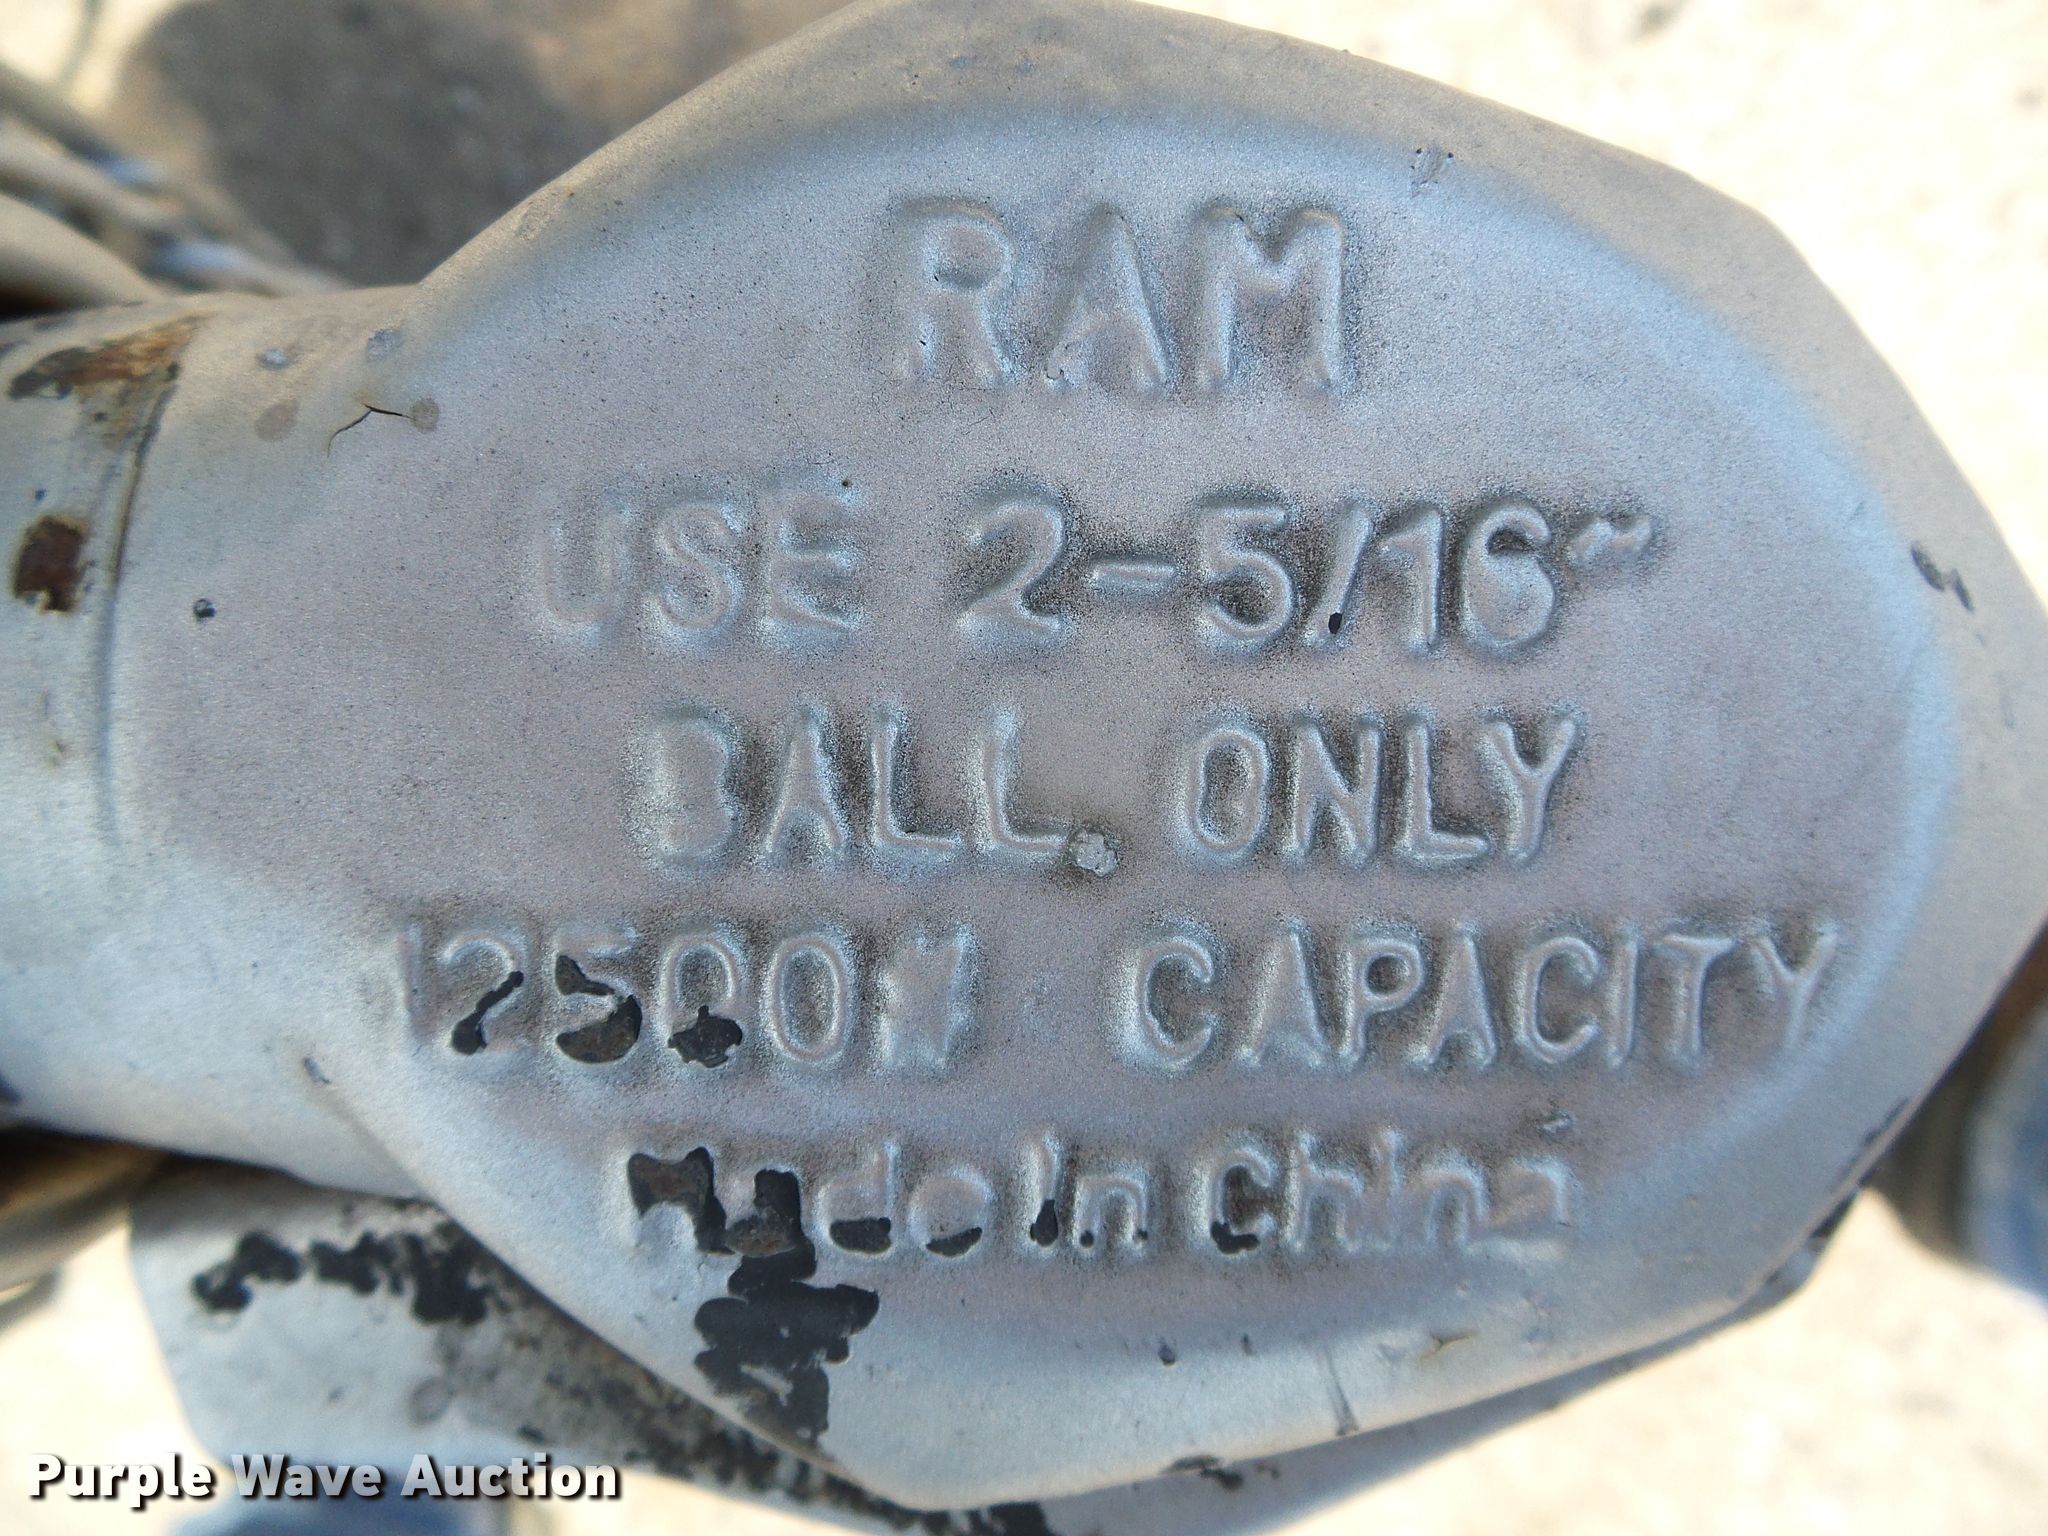 RAM
USE 2-5/16"
BALL ONLY
12500# CAPACITY
Made In China
Purple Wave Auction